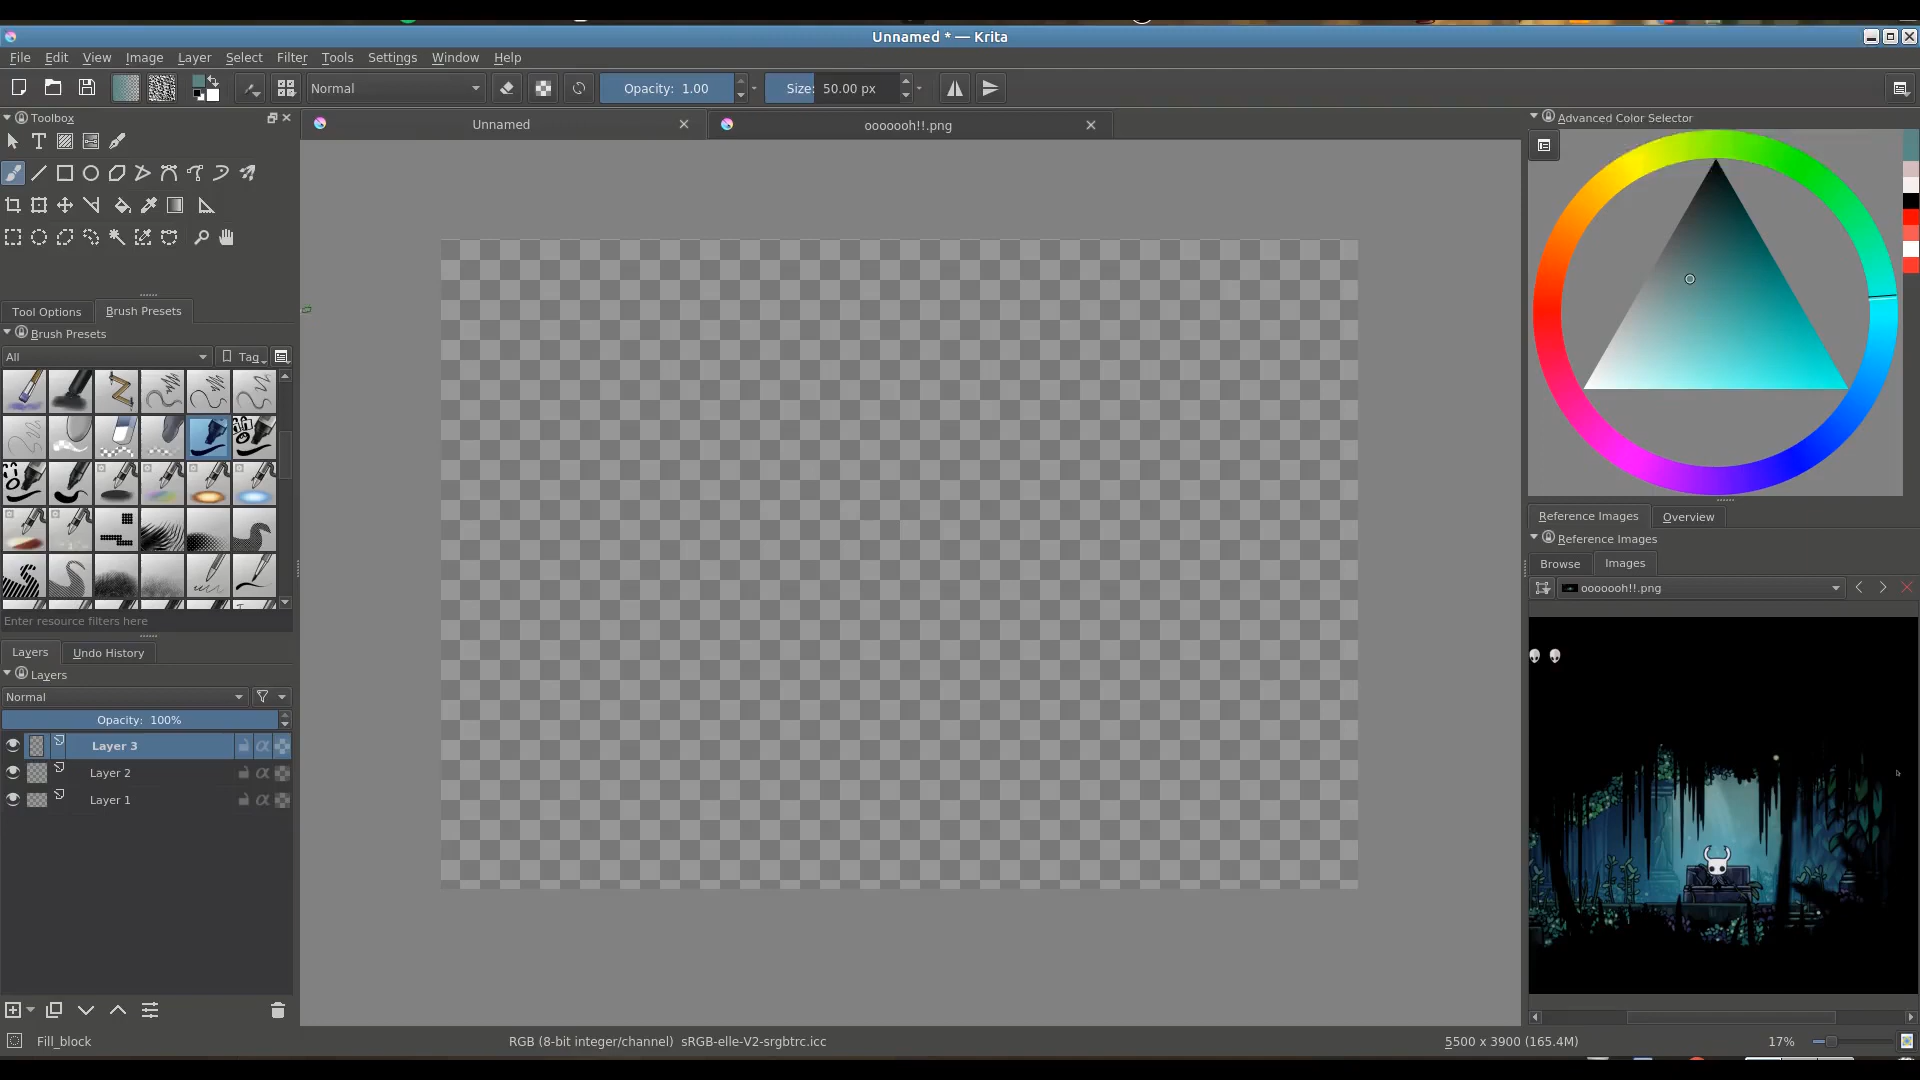 Unnamed * — Krita
File Edit View Image Layer Select Filter Tools Settings Window Help
Normal Opacity: 1.00 Size: 50.00 px
Toolbox
Unnamed
ooooooh!!.png
Advanced Color Selector
Tool Options Brush Presets
Brush Presets
All Tag
Enter resource filters here
Layers Undo History
Layers
Normal
Opacity: 100%
Layer 3
Layer 2
Layer 1
Reference Images Overview
Reference Images
Browse Images
ooooooh!!.png
Fill_block RGB (8-bit integer/channel) sRGB-elle-V2-srgbtrc.icc 5500 x 3900 (165.4M) 17%